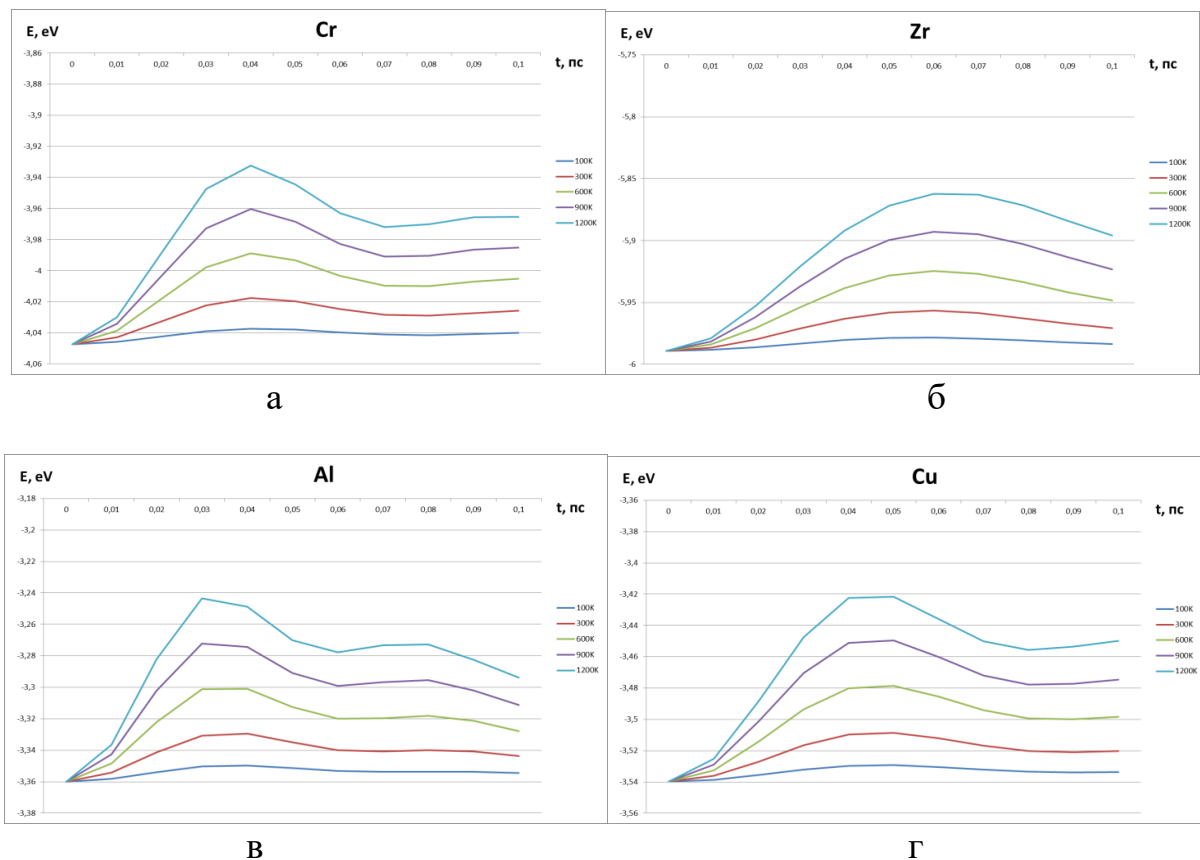 E, eV
Cr
-3,86
0 0,01 0,02 0,03 0,04 0,05 0,06 0,07 0,08 0,09 0,1
t, пс
-3,88
-3,9
-3,92
-3,94
-3,96
-3,98
-4
-4,02
-4,04
-4,06
100K
300K
600K
900K
1200K
а
E, eV
Zr
-5,75
0 0,01 0,02 0,03 0,04 0,05 0,06 0,07 0,08 0,09 0,1
t, пс
-5,8
-5,85
-5,9
-5,95
-6
100K
300K
600K
900K
1200K
б
E, eV
Al
-3,18
0 0,01 0,02 0,03 0,04 0,05 0,06 0,07 0,08 0,09 0,1
t, пс
-3,2
-3,22
-3,24
-3,26
-3,28
-3,3
-3,32
-3,34
-3,36
-3,38
100K
300K
600K
900K
1200K
в
E, eV
Cu
-3,36
0 0,01 0,02 0,03 0,04 0,05 0,06 0,07 0,08 0,09 0,1
t, пс
-3,38
-3,4
-3,42
-3,44
-3,46
-3,48
-3,5
-3,52
-3,54
-3,56
100K
300K
600K
900K
1200K
г